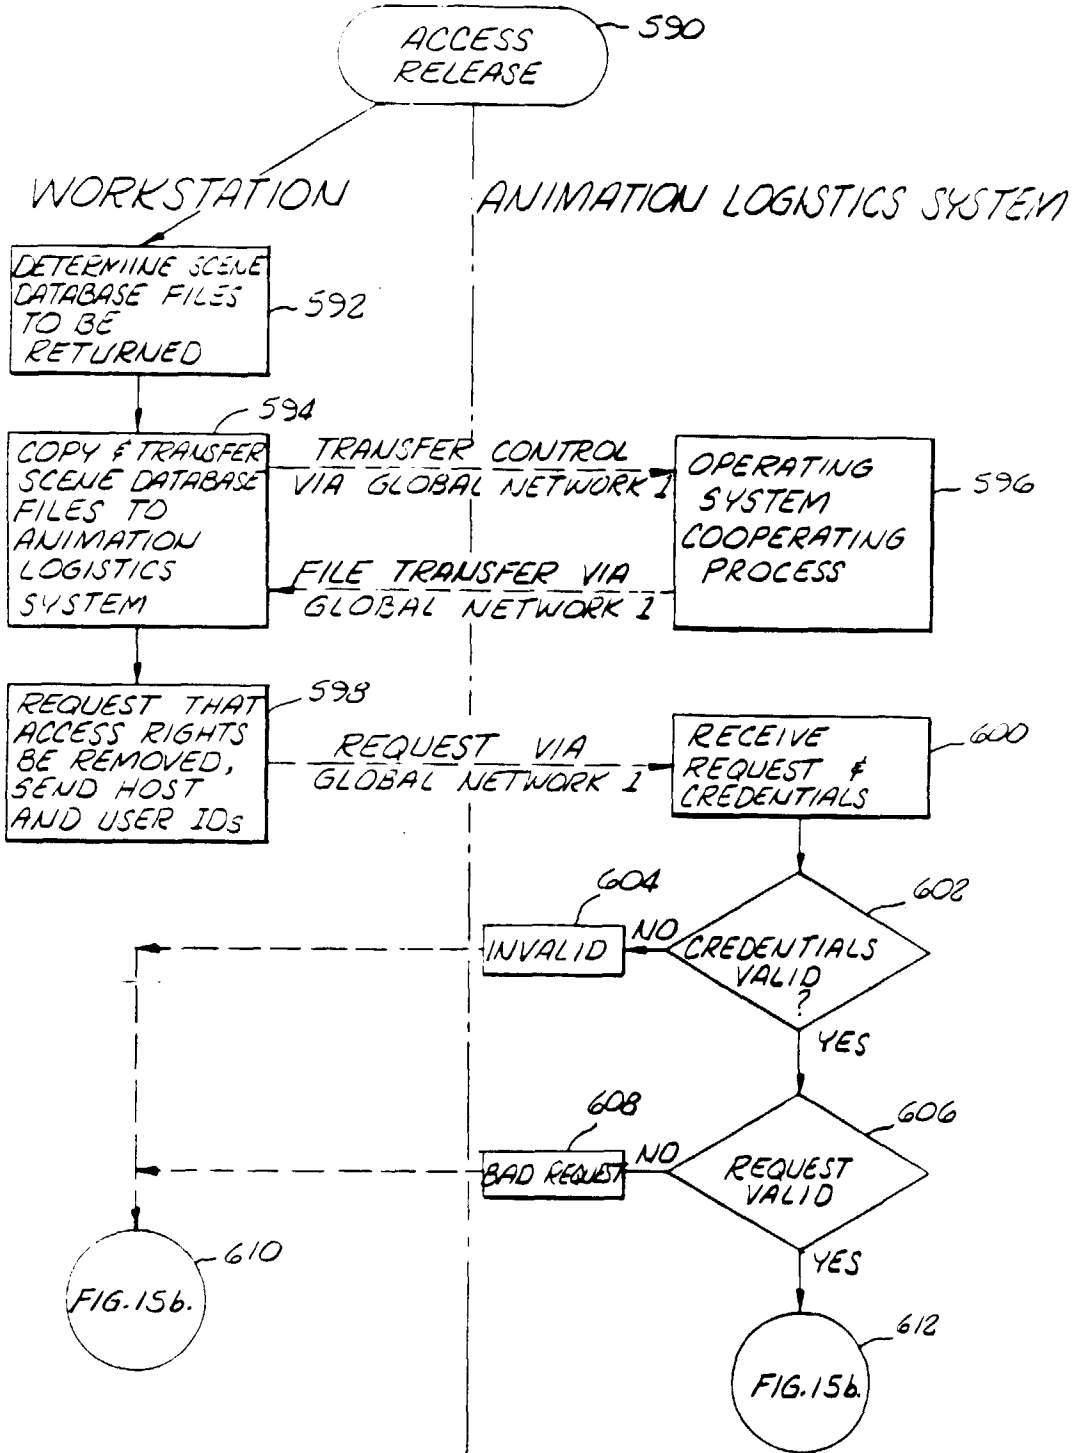 ACCESS
RELEASE
590
WORKSTATION
ANIMATION LOGISTICS SYSTEM
DETERMINE SCENE
DATABASE FILES
TO BE
RETURNED
592
594
COPY & TRANSFER
SCENE DATABASE
FILES TO
ANIMATION
LOGISTICS
SYSTEM
TRANSFER CONTROL
VIA GLOBAL NETWORK 1
FILE TRANSFER VIA
GLOBAL NETWORK 1
OPERATING
SYSTEM
COOPERATING
PROCESS
596
598
REQUEST THAT
ACCESS RIGHTS
BE REMOVED,
SEND HOST
AND USER IDs
REQUEST VIA
GLOBAL NETWORK 1
RECEIVE
REQUEST &
CREDENTIALS
600
602
CREDENTIALS
VALID
?
NO
604
INVALID
YES
606
REQUEST
VALID
NO
608
BAD REQUEST
YES
610
FIG. 15b.
612
FIG. 15b.